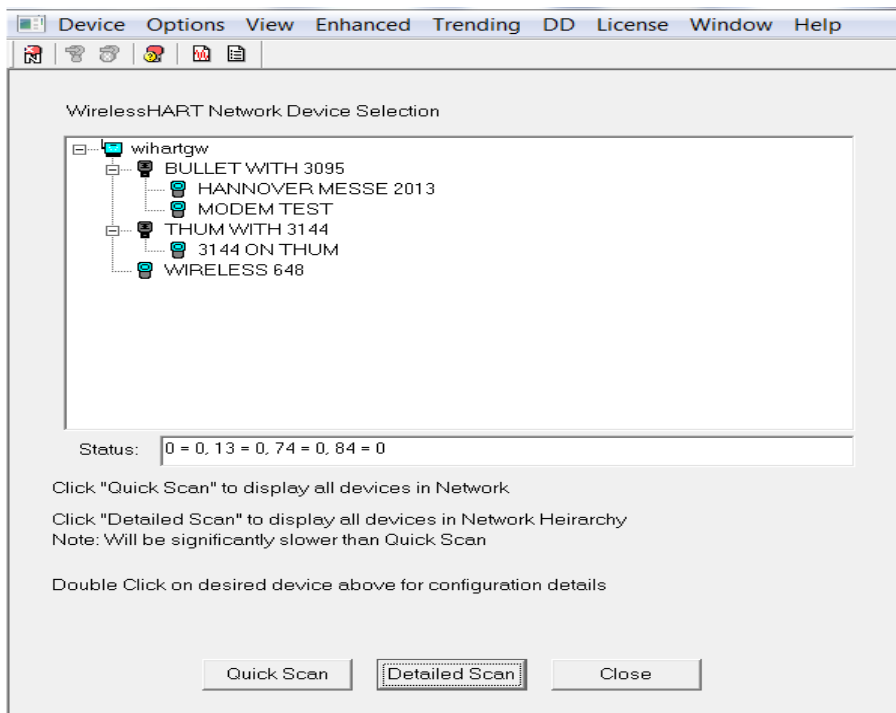 Device Options View Enhanced Trending DD License Window Help
WirelessHART Network Device Selection
wihartgw
BULLET WITH 3095
HANNOVER MESSE 2013
MODEM TEST
THUM WITH 3144
3144 ON THUM
WIRELESS 648
Status: 0 = 0, 13 = 0, 74 = 0, 84 = 0
Click "Quick Scan" to display all devices in Network
Click "Detailed Scan" to display all devices in Network Heirarchy
Note: Will be significantly slower than Quick Scan
Double Click on desired device above for configuration details
Quick Scan Detailed Scan Close